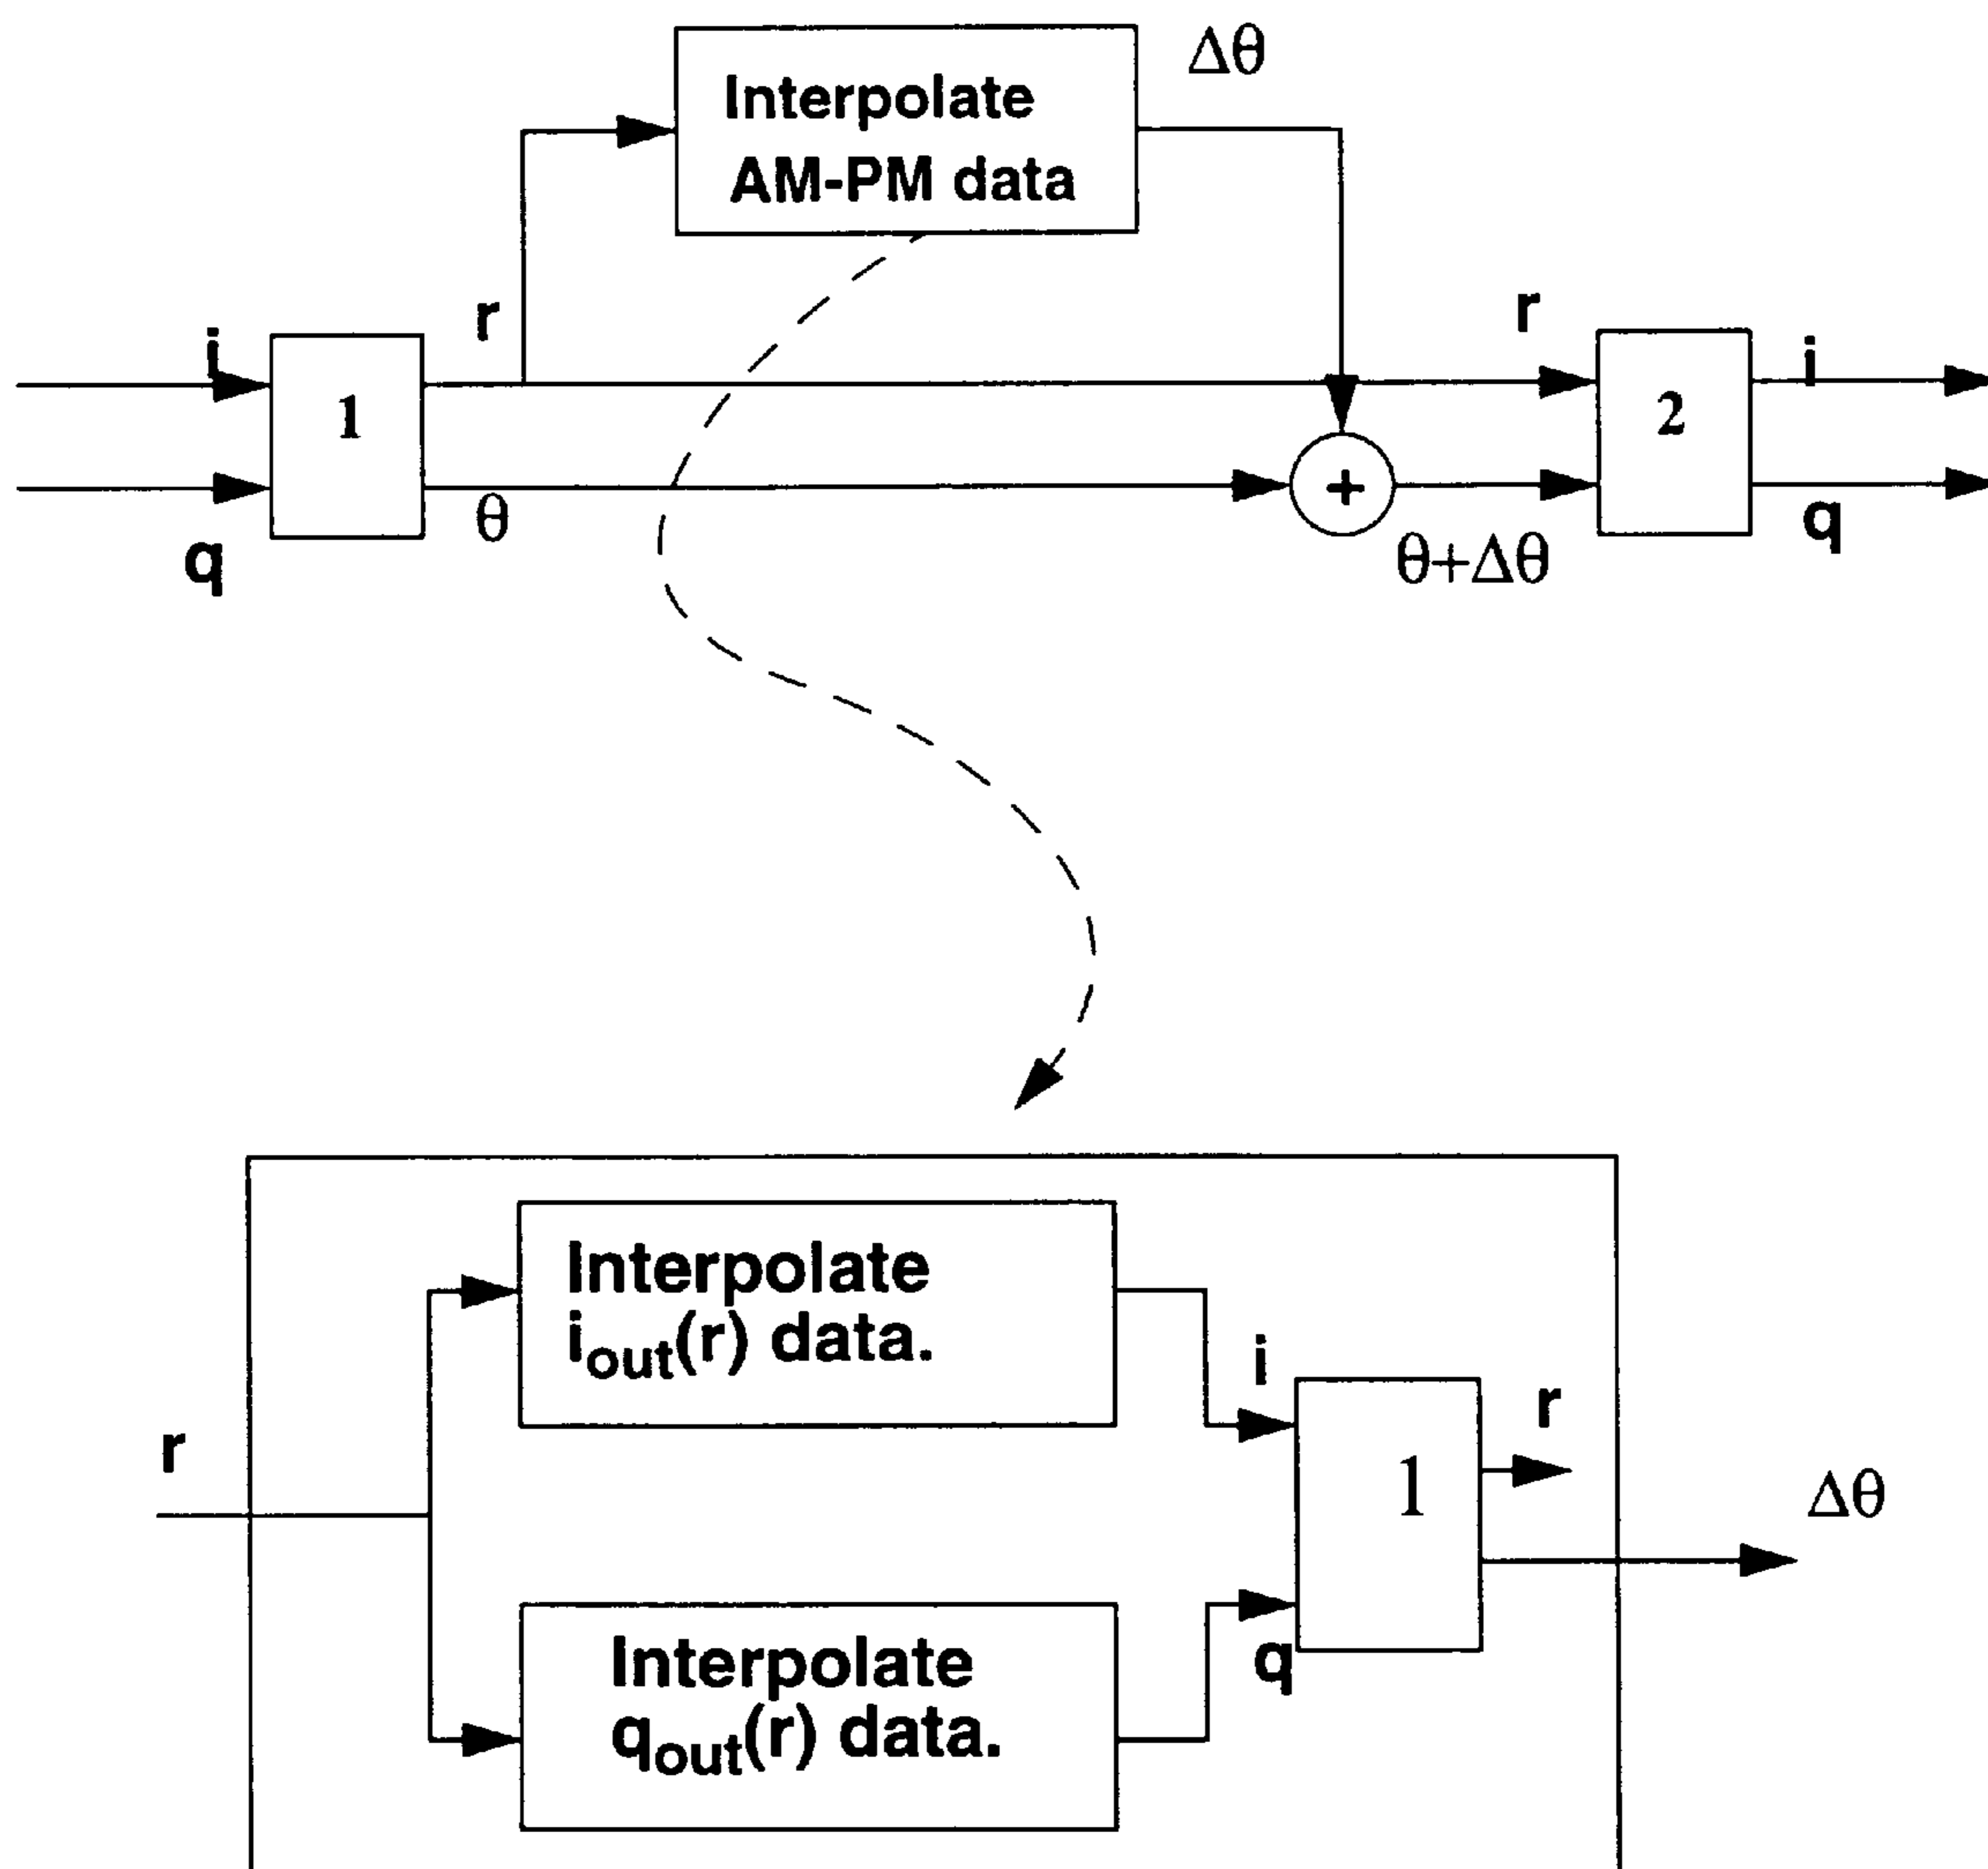 Δθ
Interpolate
AM-PM data
i
r
r
i
1
2
+
q
θ
θ+Δθ
q
Interpolate
i_out(r) data.
i
r
r
1
Δθ
q
Interpolate
q_out(r) data.